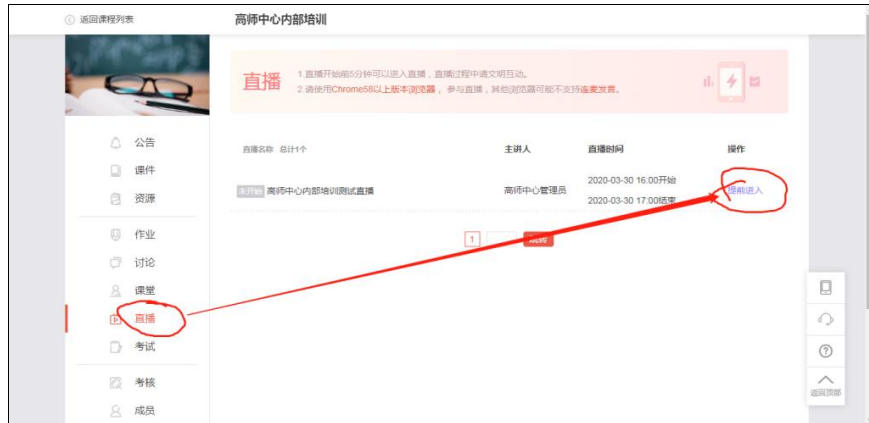 返回课程列表
高师中心内部培训
直播
1.直播开始前5分钟可以进入直播，直播过程中请文明互动。
2.请使用Chrome58以上版本浏览器，参与直播，其他浏览器可能不支持连麦发言。
公告
课件
资源
作业
讨论
课堂
直播
考试
考核
成员
直播名称 总计1个 主讲人 直播时间 操作
未开始 高师中心内部培训测试直播 高师中心管理员 2020-03-30 16:00开始 提前进入
2020-03-30 17:00结束
1 跳转
返回顶部